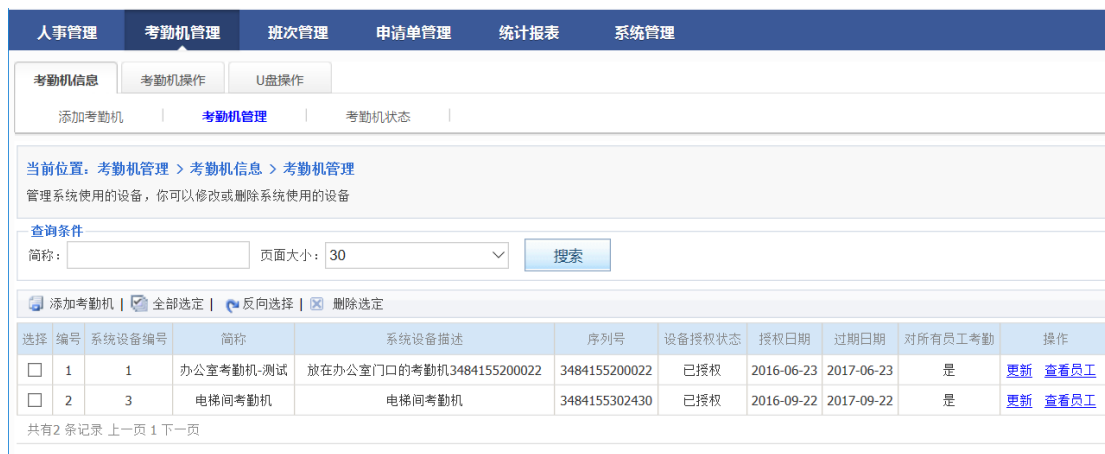 人事管理 考勤机管理 班次管理 申请单管理 统计报表 系统管理
考勤机信息 考勤机操作 U盘操作
添加考勤机 | 考勤机管理 | 考勤机状态 |
当前位置：考勤机管理 > 考勤机信息 > 考勤机管理
管理系统使用的设备，你可以修改或删除系统使用的设备
查询条件
简称： 页面大小：30 搜索
添加考勤机 | 全部选定 | 反向选择 | 删除选定
选择 编号 系统设备编号 简称 系统设备描述 序列号 设备授权状态 授权日期 过期日期 对所有员工考勤 操作
1 1 办公室考勤机-测试 放在办公室门口的考勤机3484155200022 3484155200022 已授权 2016-06-23 2017-06-23 是 更新 查看员工
2 3 电梯间考勤机 电梯间考勤机 3484155302430 已授权 2016-09-22 2017-09-22 是 更新 查看员工
共有2 条记录 上一页 1 下一页